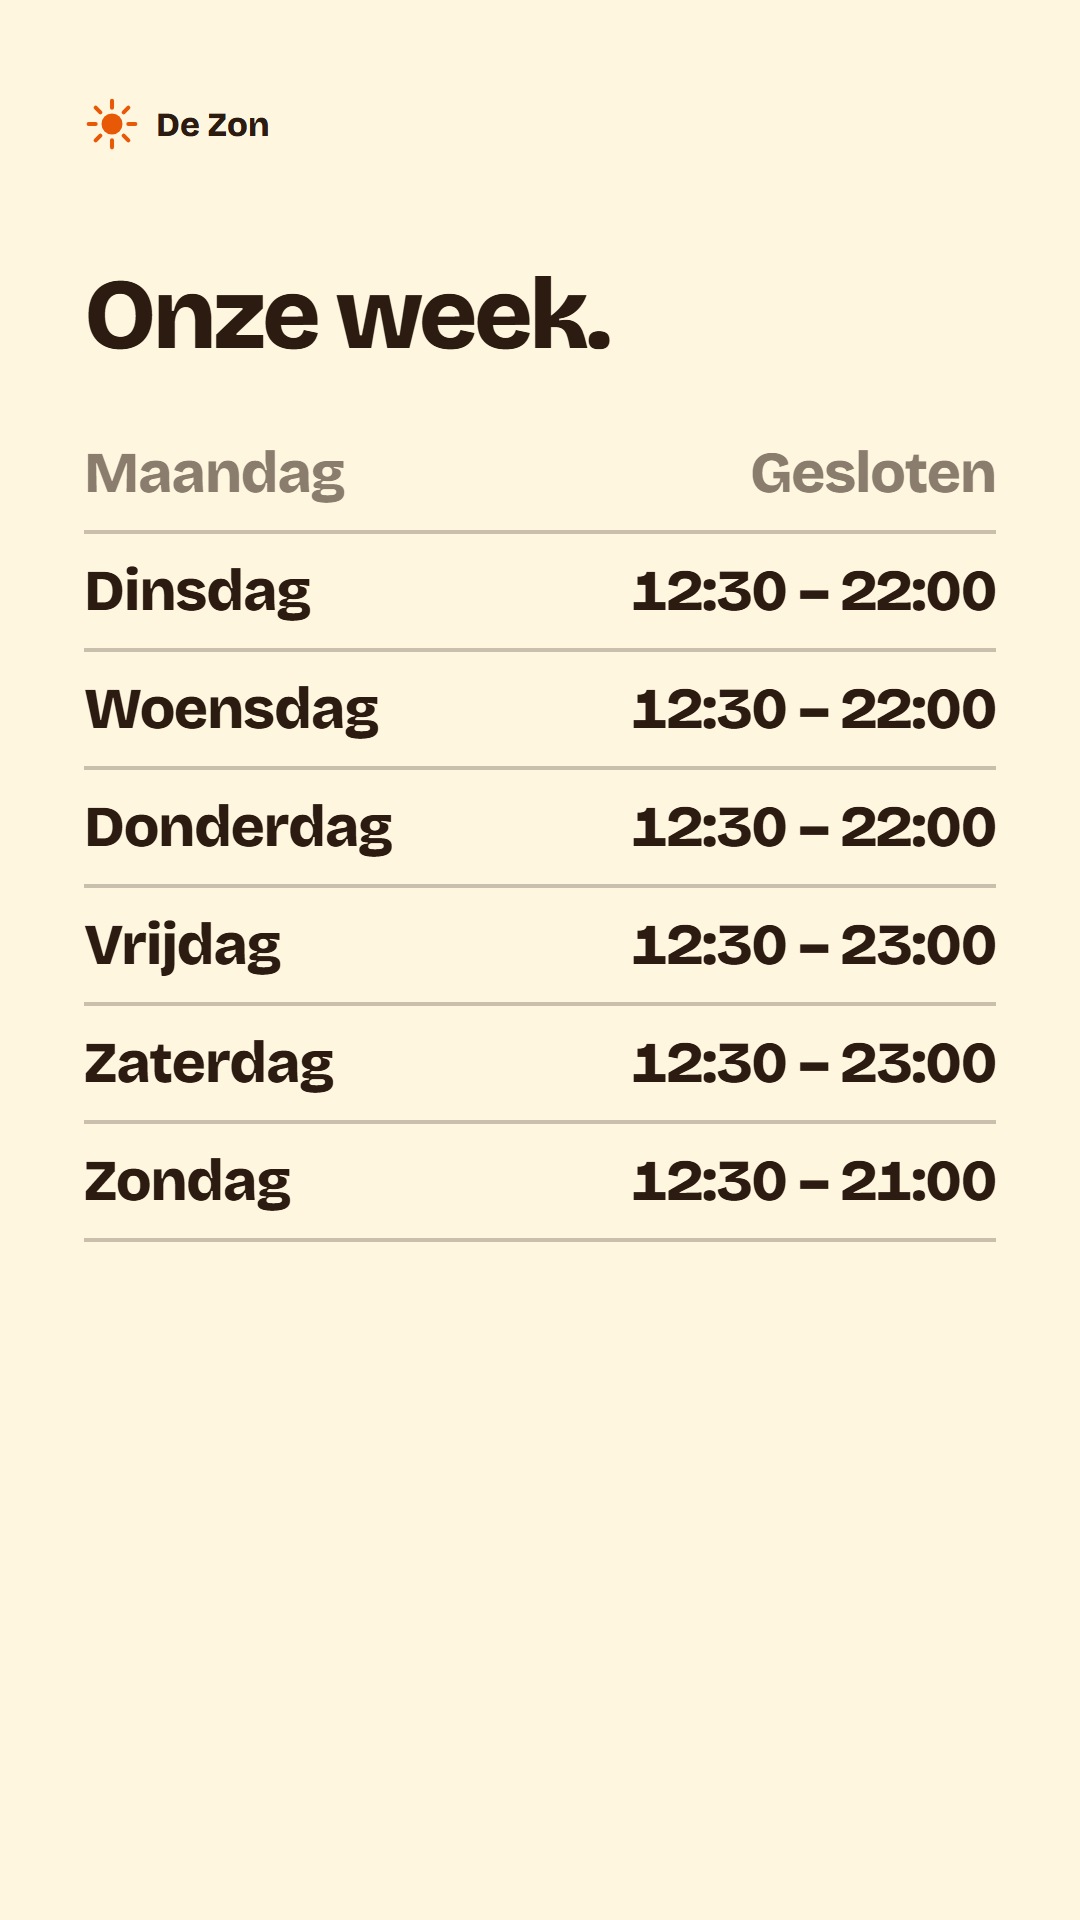 De Zon
Onze week.
Maandag Gesloten
Dinsdag 12:30 – 22:00
Woensdag 12:30 – 22:00
Donderdag 12:30 – 22:00
Vrijdag 12:30 – 23:00
Zaterdag 12:30 – 23:00
Zondag 12:30 – 21:00